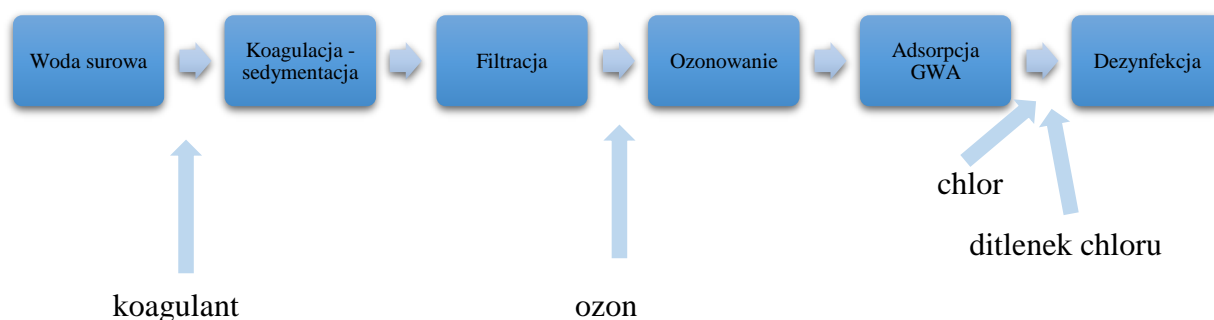 Woda surowa
Koagulacja -
sedymentacja
Filtracja
Ozonowanie
Adsorpcja
GWA
Dezynfekcja
chlor
ditlenek chloru
koagulant
ozon